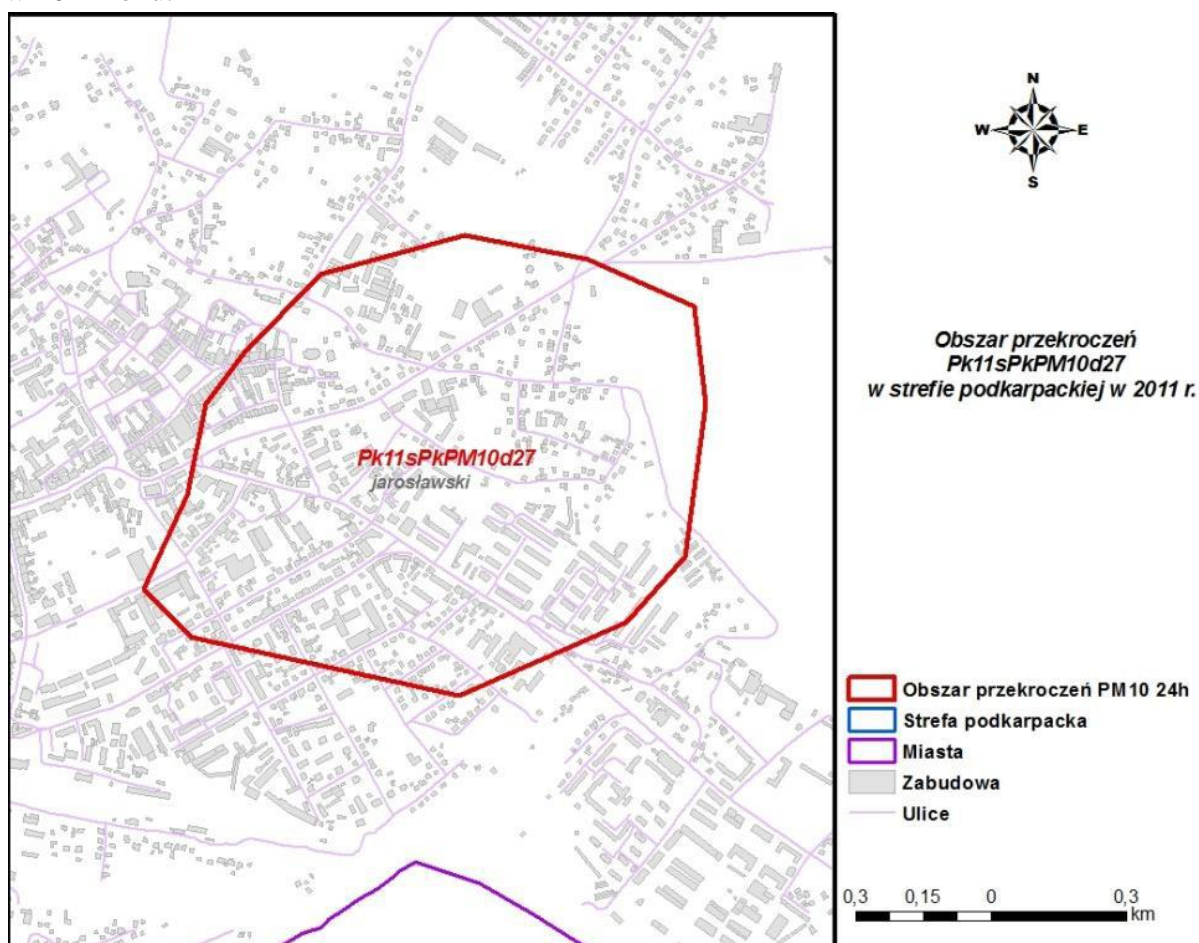 N
W E
S
Obszar przekroczeń
Pk11sPkPM10d27
w strefie podkarpackiej w 2011 r.
Pk11sPkPM10d27
jarosławski
Obszar przekroczeń PM10 24h
Strefa podkarpacka
Miasta
Zabudowa
Ulice
0,3 0,15 0 0,3
km